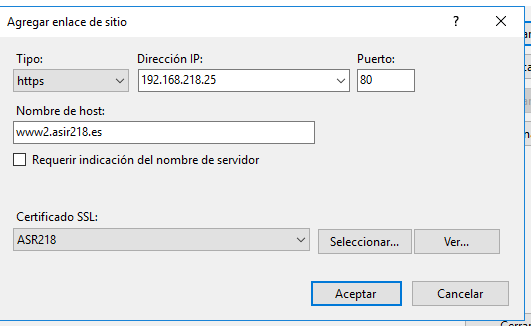 Agregar enlace de sitio ? ×
Tipo: Dirección IP: Puerto:
https 192.168.218.25 80
Nombre de host:
www2.asir218.es
Requerir indicación del nombre de servidor
Certificado SSL:
ASR218 Seleccionar... Ver...
Aceptar Cancelar